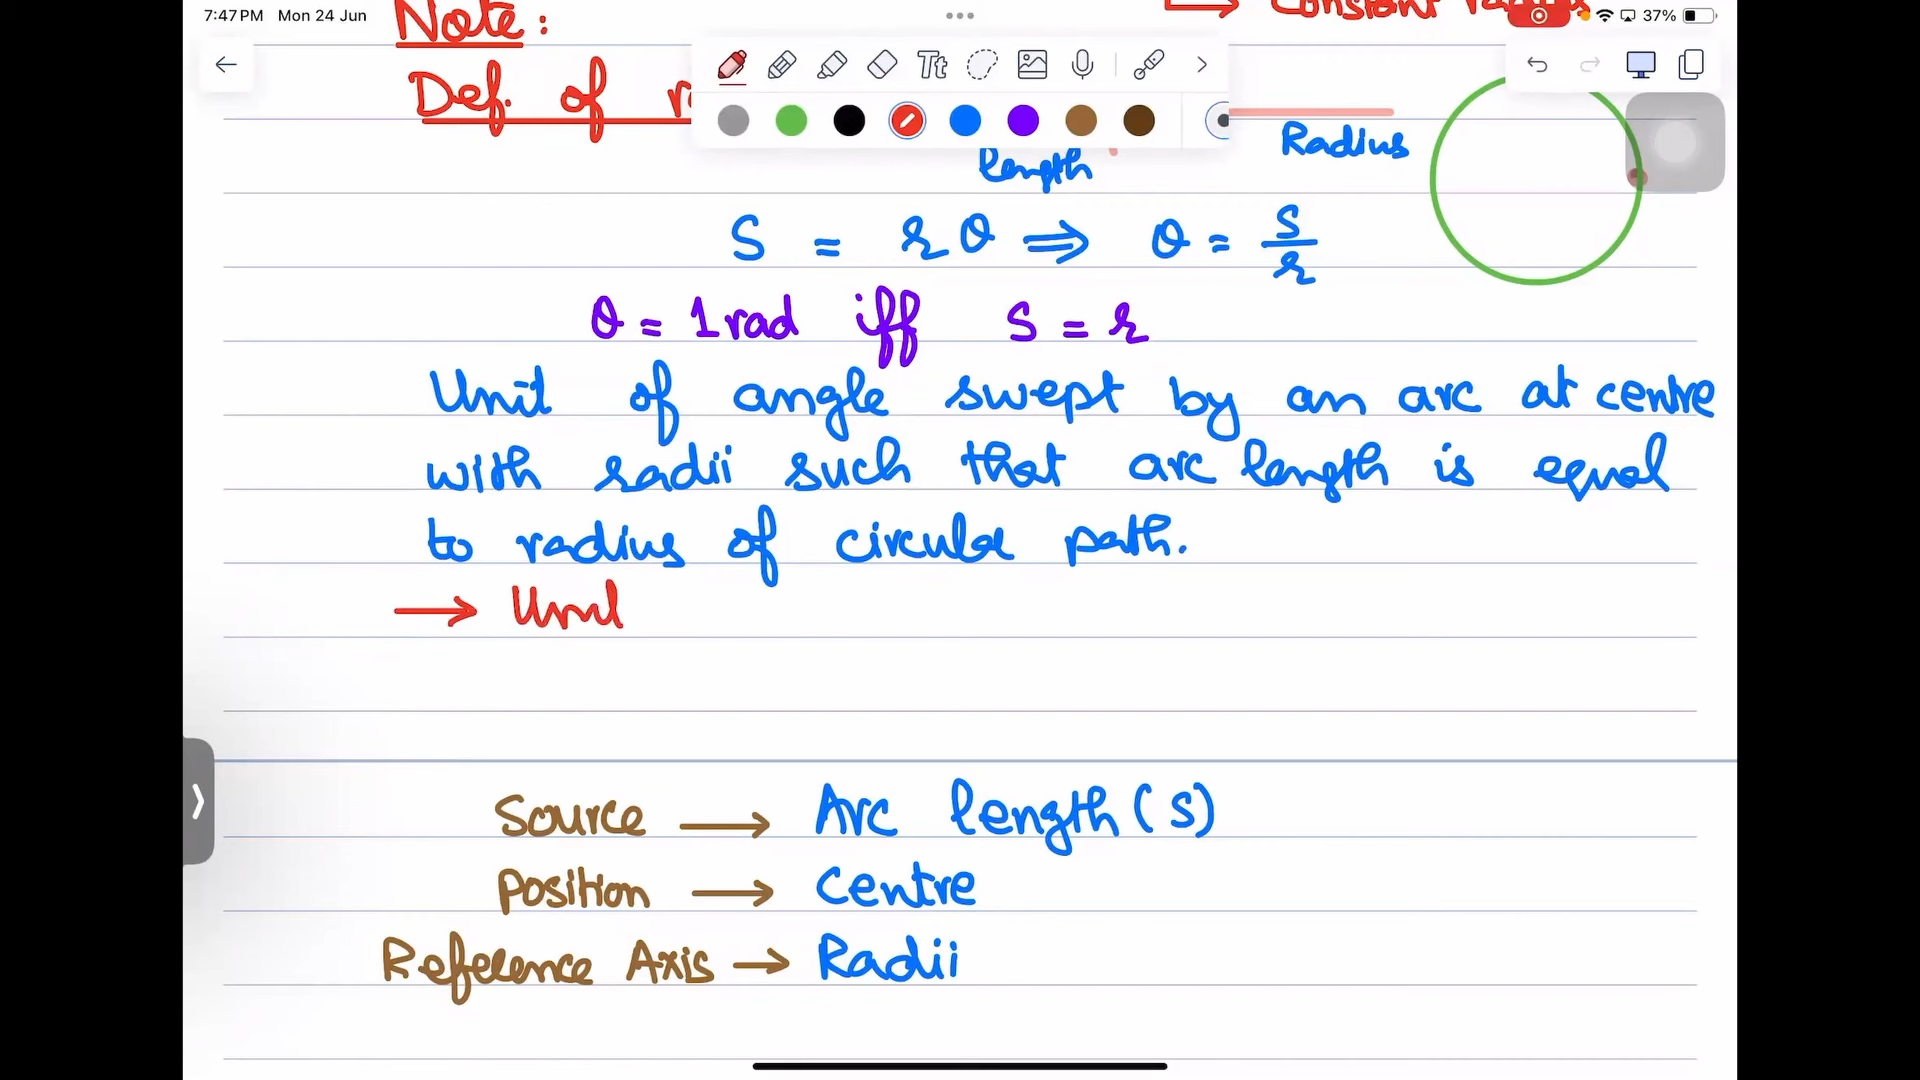 7:47 PM Mon 24 Jun
37%
Note:
Constant
Def. of
Tt
Radius
length
S = r θ ⇒ θ = S/r
θ = 1 rad iff S = r
Unit of angle swept by an arc at centre
with radii such that arc length is equal
to radius of circular path.
→
Source → Arc length (S)
Position → Centre
Reference Axis → Radii